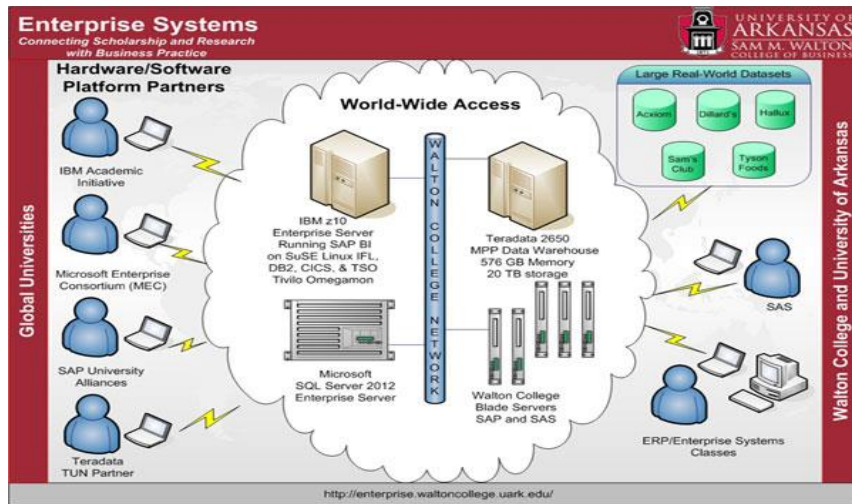 Enterprise Systems
Connecting Scholarship and Research
with Business Practice
UNIVERSITY OF
ARKANSAS
SAM M. WALTON
COLLEGE OF BUSINESS
Global Universities
Hardware/Software
Platform Partners
IBM Academic
Initiative
Microsoft Enterprise
Consortium (MEC)
SAP University
Alliances
Teradata
TUN Partner
World-Wide Access
IBM z10
Enterprise Server
Running SAP BI
on SuSE Linux IFL,
DB2, CICS, & TSO
Tivilo Omegamon
Microsoft
SQL Server 2012
Enterprise Server
WALTON COLLEGE NETWORK
Teradata 2650
MPP Data Warehouse
576 GB Memory
20 TB storage
Walton College
Blade Servers
SAP and SAS
Large Real-World Datasets
Acxiom
Dillard's
Hallux
Sam's
Club
Tyson
Foods
SAS
ERP/Enterprise Systems
Classes
Walton College and University of Arkansas
http://enterprise.waltoncollege.uark.edu/